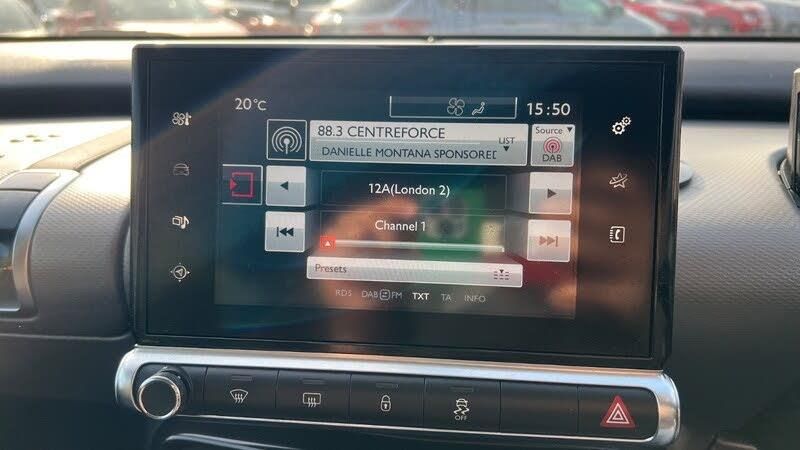 20°C
15:50
88.3 CENTREFORCE
LIST
DANIELLE MONTANA SPONSORED
Source
DAB
12A(London 2)
Channel 1
Presets
RDS DAB FM TXT TA INFO
OFF